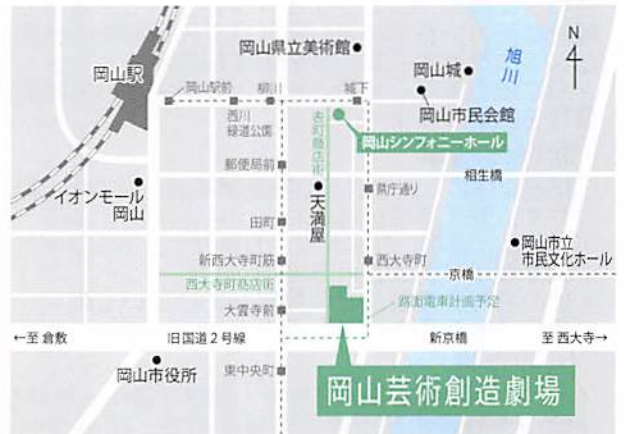 岡山県立美術館
N
岡山駅
岡山城
旭川
岡山駅前
柳川
城下
岡山市民会館
西川
緑道公園
表町商店街
岡山シンフォニーホール
郵便局前
相生橋
イオンモール
岡山
天満屋
県庁通り
田町
岡山市立
市民文化ホール
新西大寺町筋
西大寺町
京橋
西大寺町商店街
大雲寺前
路面電車計画予定
←至 倉敷
旧国道2号線
新京橋
至 西大寺→
岡山市役所
東中央町
岡山芸術創造劇場